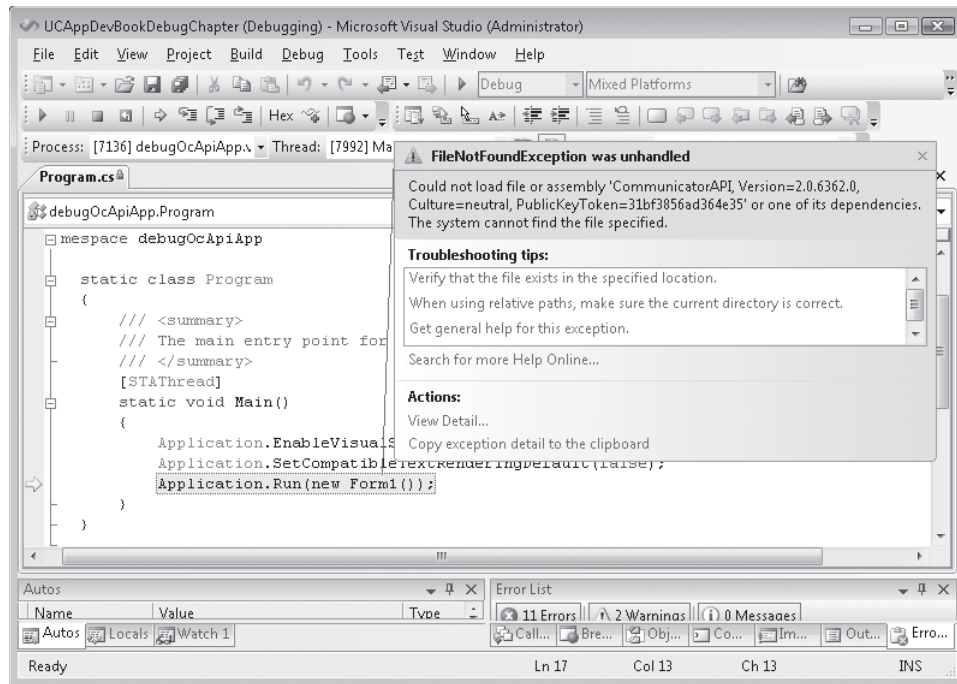 UCAppDevBookDebugChapter (Debugging) - Microsoft Visual Studio (Administrator)
File Edit View Project Build Debug Tools Test Window Help
Debug Mixed Platforms
Hex
Process: [7136] debugOcApiApp.v Thread: [7992] Ma
Program.cs
debugOcApiApp.Program
mespace debugOcApiApp
static class Program
{
/// <summary>
/// The main entry point for
/// </summary>
[STAThread]
static void Main()
{
Application.EnableVisualS
Application.SetCompatibleTextRenderingDefault(false);
Application.Run(new Form1());
}
}
FileNotFoundException was unhandled
Could not load file or assembly 'CommunicatorAPI, Version=2.0.6362.0,
Culture=neutral, PublicKeyToken=31bf3856ad364e35' or one of its dependencies.
The system cannot find the file specified.
Troubleshooting tips:
Verify that the file exists in the specified location.
When using relative paths, make sure the current directory is correct.
Get general help for this exception.
Search for more Help Online...
Actions:
View Detail...
Copy exception detail to the clipboard
Autos
Name Value Type
Autos Locals Watch 1
Error List
11 Errors 2 Warnings 0 Messages
Call... Bre... Obj... Co... Im... Out... Erro...
Ready Ln 17 Col 13 Ch 13 INS